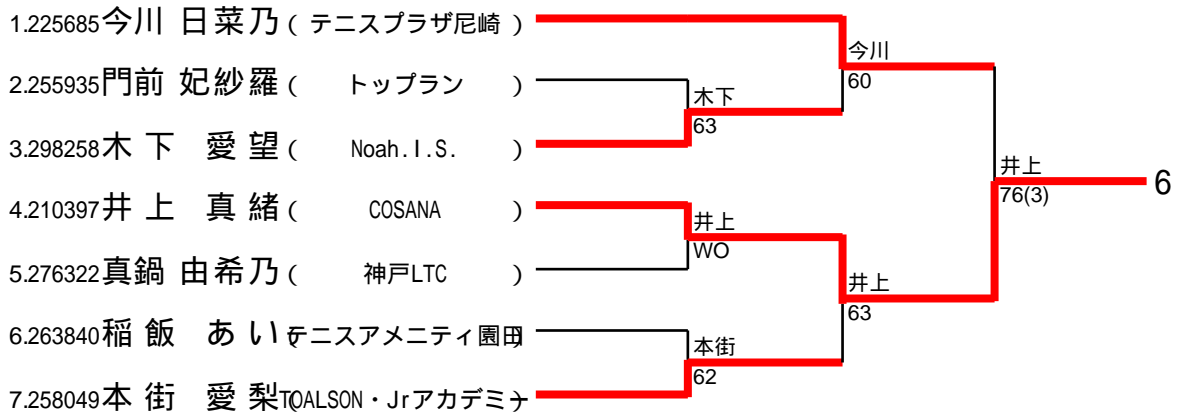 1.225685今川 日菜乃 ( テニスプラザ尼崎 )
今川
60
2.255935門前 妃紗羅 ( トップラン )
木下
63
3.298258木 下 愛 望 ( Noah.I.S. )
井上
76(3)
6
4.210397井 上 真 緒 ( COSANA )
井上
WO
5.276322真鍋 由希乃 ( 神戸LTC )
井上
63
6.263840稲 飯 あ い (テニスアメニティ園田)
本街
62
7.258049本 街 愛 梨 (TOALSON・Jrアカデミー)